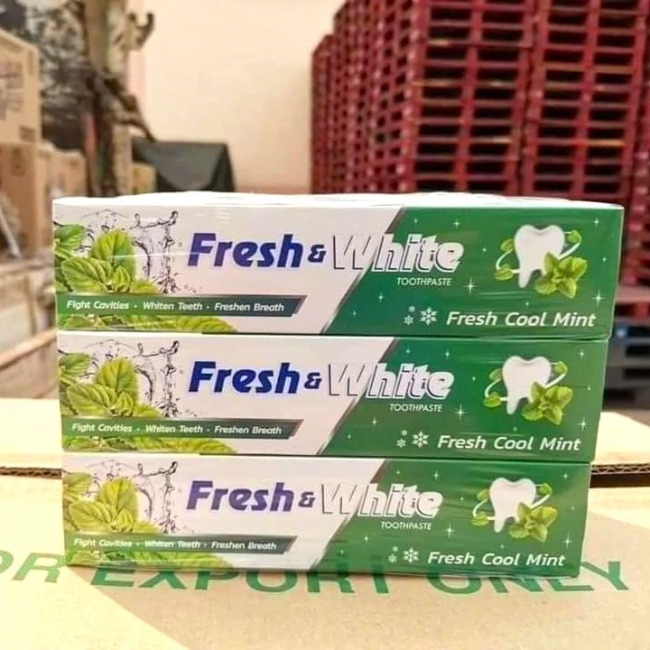 Fresh & White
TOOTHPASTE
Fight Cavities • Whiten Teeth • Freshen Breath
Fresh Cool Mint
Fresh & White
TOOTHPASTE
Fight Cavities • Whiten Teeth • Freshen Breath
Fresh Cool Mint
Fresh & White
TOOTHPASTE
Fight Cavities • Whiten Teeth • Freshen Breath
Fresh Cool Mint
OR EXPORT ONLY